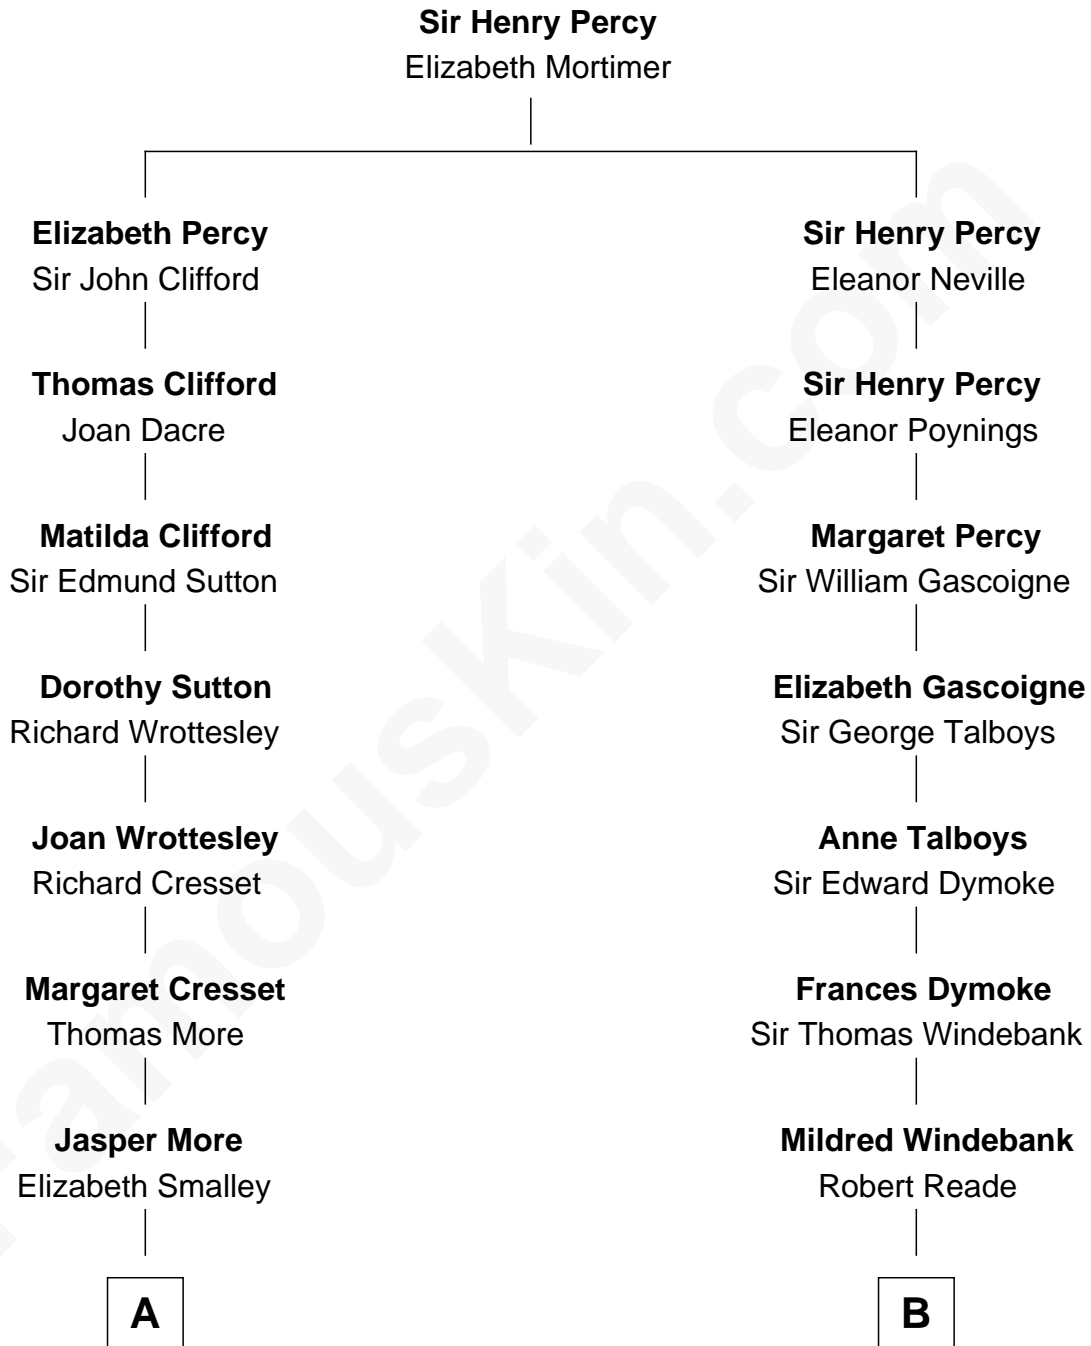 Sir Henry Percy
Elizabeth Mortimer
Elizabeth Percy
Sir John Clifford
Sir Henry Percy
Eleanor Neville
Thomas Clifford
Joan Dacre
Sir Henry Percy
Eleanor Poynings
Matilda Clifford
Sir Edmund Sutton
Margaret Percy
Sir William Gascoigne
Dorothy Sutton
Richard Wrottesley
Elizabeth Gascoigne
Sir George Talboys
Joan Wrottesley
Richard Cresset
Anne Talboys
Sir Edward Dymoke
Margaret Cresset
Thomas More
Frances Dymoke
Sir Thomas Windebank
Jasper More
Elizabeth Smalley
Mildred Windebank
Robert Reade
A
B
FamousKin.com